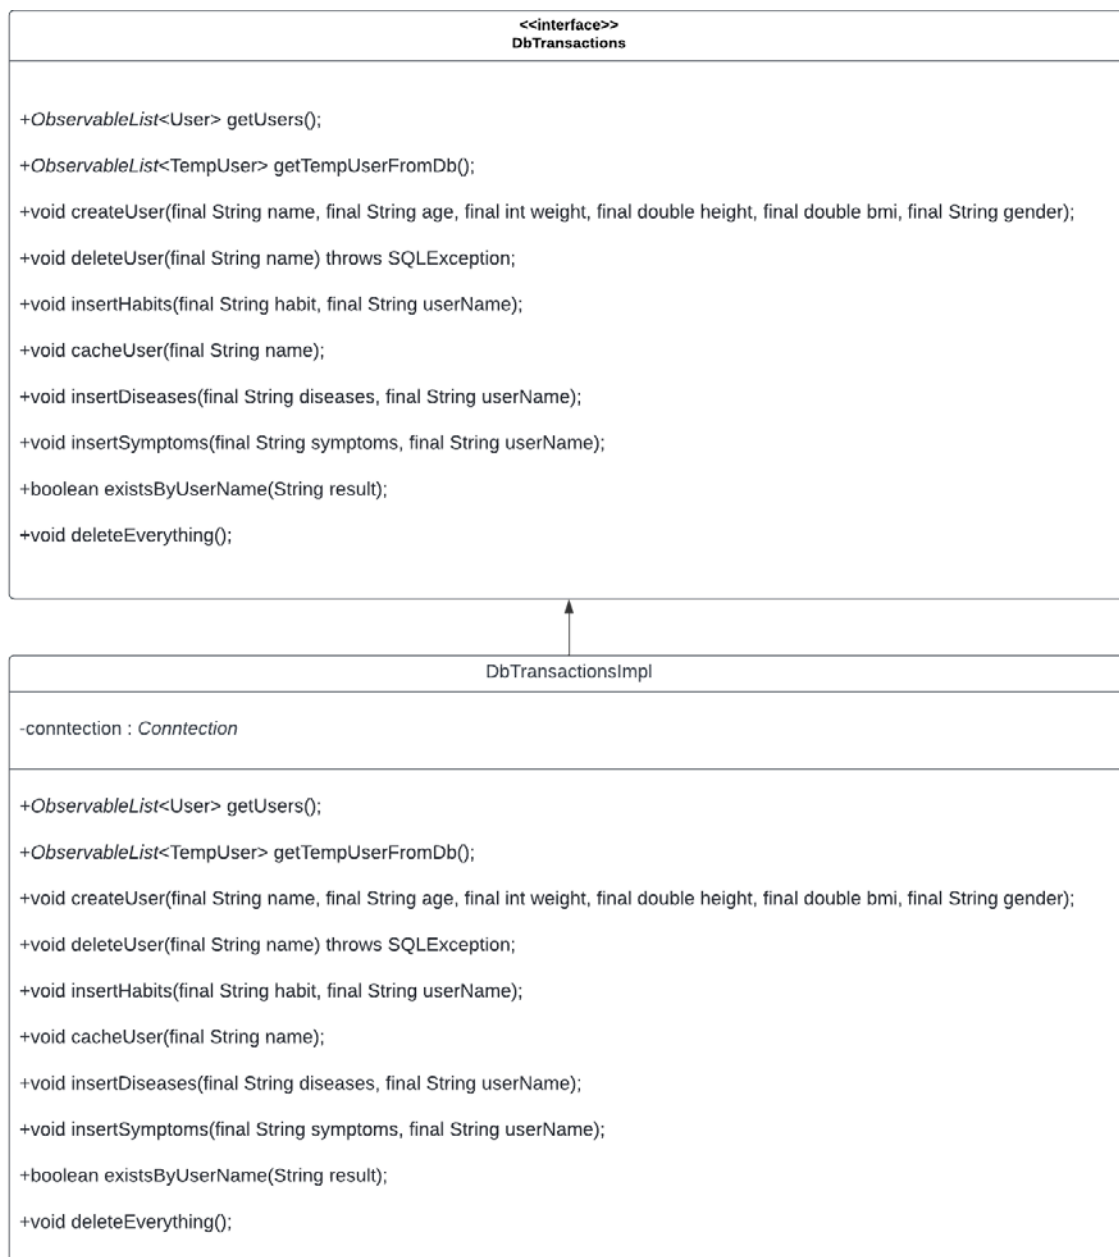 <<interface>>
DbTransactions
+ObservableList<User> getUsers();
+ObservableList<TempUser> getTempUserFromDb();
+void createUser(final String name, final String age, final int weight, final double height, final double bmi, final String gender);
+void deleteUser(final String name) throws SQLException;
+void insertHabits(final String habit, final String userName);
+void cacheUser(final String name);
+void insertDiseases(final String diseases, final String userName);
+void insertSymptoms(final String symptoms, final String userName);
+boolean existsByUserName(String result);
+void deleteEverything();
DbTransactionsImpl
-conntection : Conntection
+ObservableList<User> getUsers();
+ObservableList<TempUser> getTempUserFromDb();
+void createUser(final String name, final String age, final int weight, final double height, final double bmi, final String gender);
+void deleteUser(final String name) throws SQLException;
+void insertHabits(final String habit, final String userName);
+void cacheUser(final String name);
+void insertDiseases(final String diseases, final String userName);
+void insertSymptoms(final String symptoms, final String userName);
+boolean existsByUserName(String result);
+void deleteEverything();